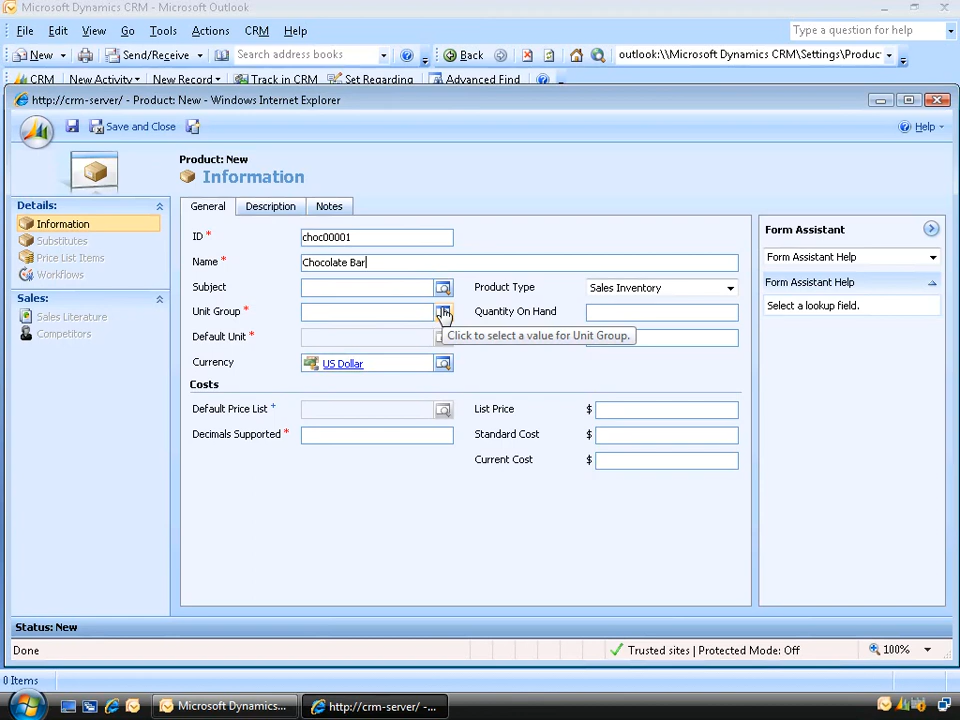 Microsoft Dynamics CRM - Microsoft Outlook
File Edit View Go Tools Actions CRM Help
Type a question for help
New Send/Receive Search address books Back outlook:\\Microsoft Dynamics CRM\Settings\Produc
CRM New Activity New Record Track in CRM Set Regarding Advanced Find
http://crm-server/ - Product: New - Windows Internet Explorer
Save and Close
Help
Product: New
Information
Details:
Information
Substitutes
Price List Items
Workflows
Sales:
Sales Literature
Competitors
General Description Notes
ID * choc00001
Name * Chocolate Bar
Subject
Product Type Sales Inventory
Unit Group *
Quantity On Hand
Click to select a value for Unit Group.
Default Unit *
Currency US Dollar
Costs
Default Price List +
List Price $
Decimals Supported *
Standard Cost $
Current Cost $
Form Assistant
Form Assistant Help
Form Assistant Help
Select a lookup field.
Status: New
Done
Trusted sites | Protected Mode: Off
100%
0 Items
Microsoft Dynamics... http://crm-server/ -...